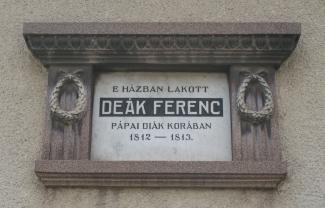 E HÁZBAN LAKOTT
DEÁK FERENC
PÁPAI DIÁK KORÁBAN
1812 — 1813.